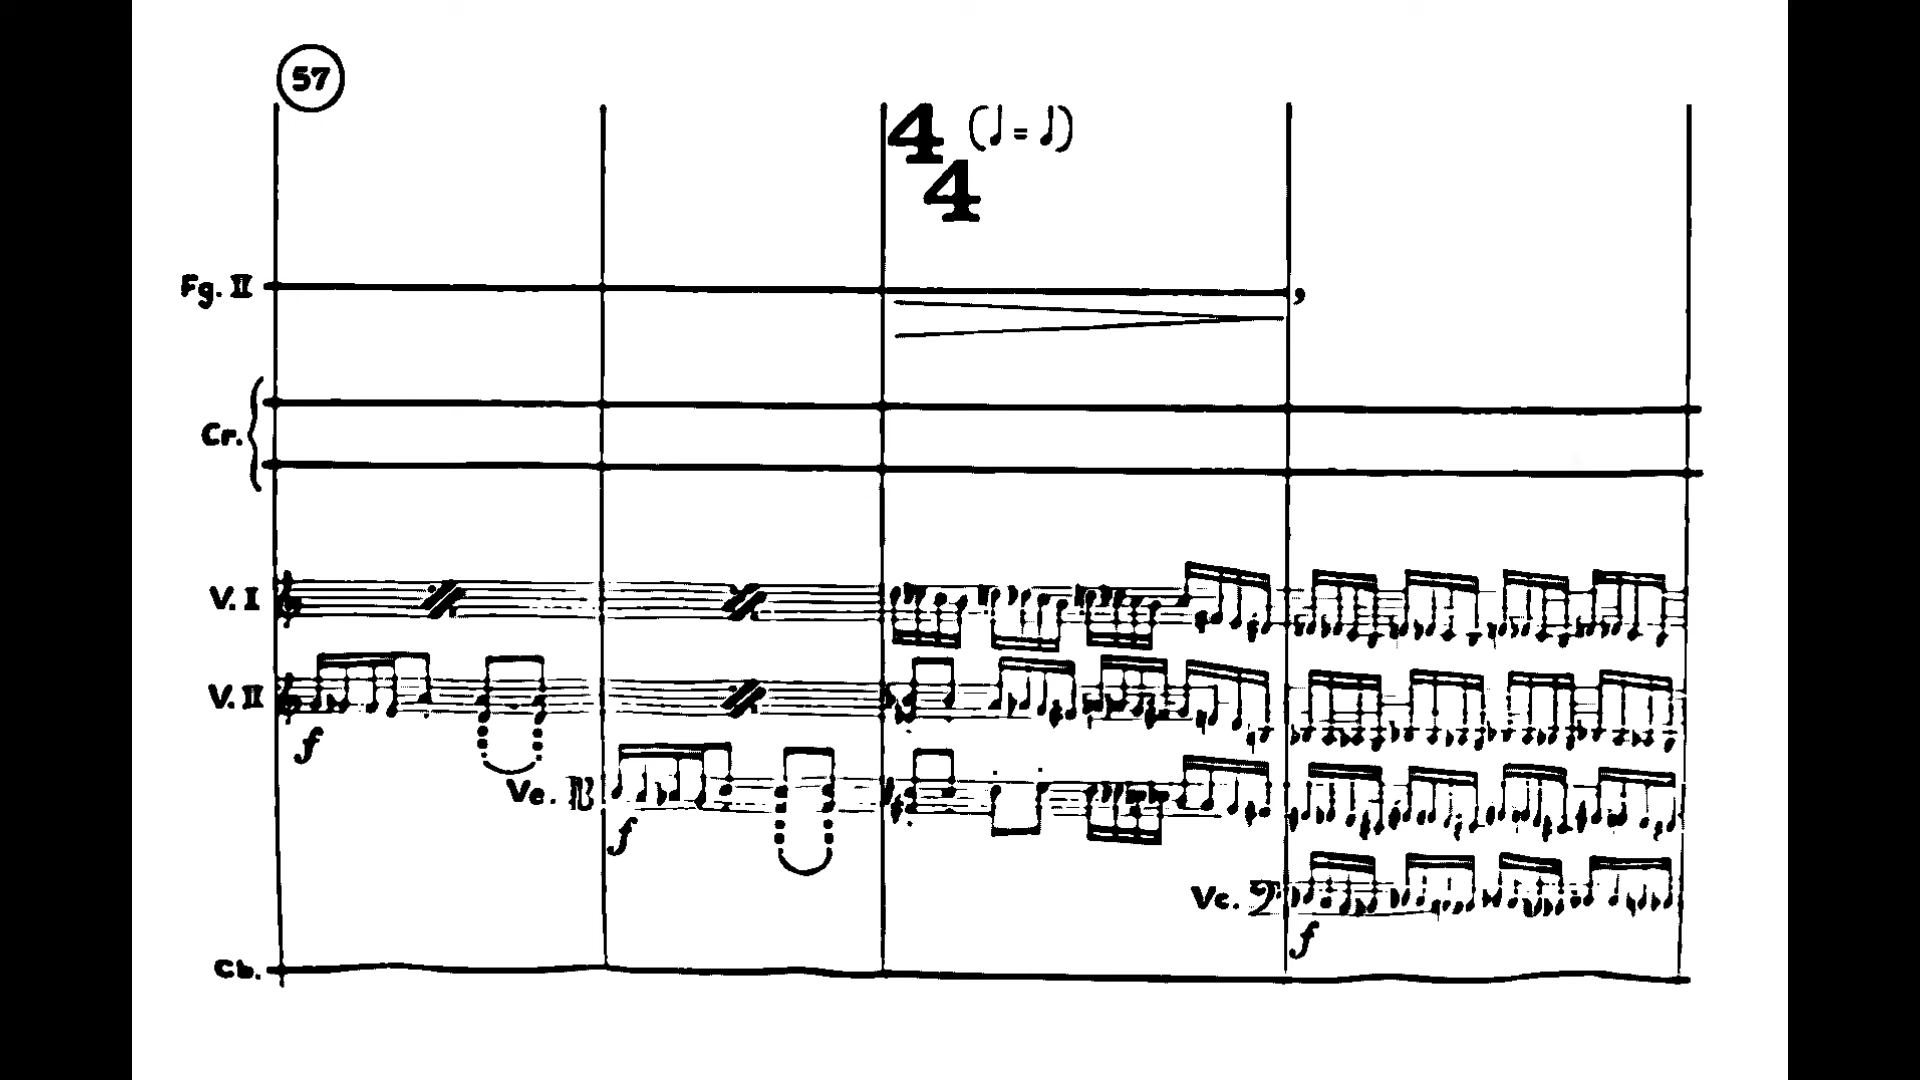 57
4 (♩ = ♩)
4
Fg. II
Cr.
V. I
V. II
f
Ve.
f
Vc.
f
Cb.